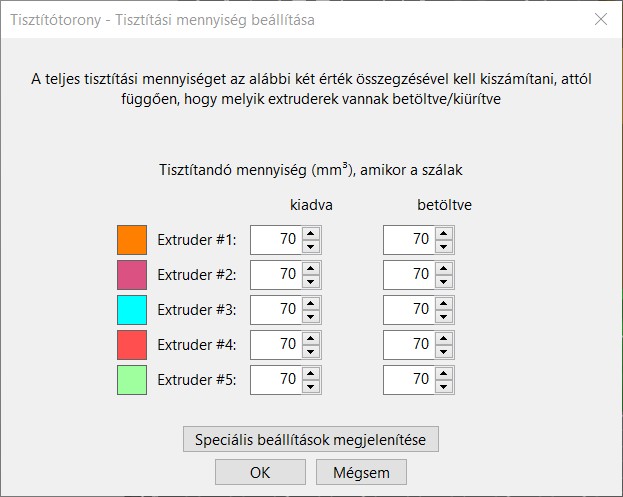 Tisztítótorony - Tisztítási mennyiség beállítása
A teljes tisztítási mennyiséget az alábbi két érték összegzésével kell kiszámítani, attól
függően, hogy melyik extruderek vannak betöltve/kiürítve
Tisztítandó mennyiség (mm³), amikor a szálak
kiadva betöltve
Extruder #1: 70 70
Extruder #2: 70 70
Extruder #3: 70 70
Extruder #4: 70 70
Extruder #5: 70 70
Speciális beállítások megjelenítése
OK Mégsem